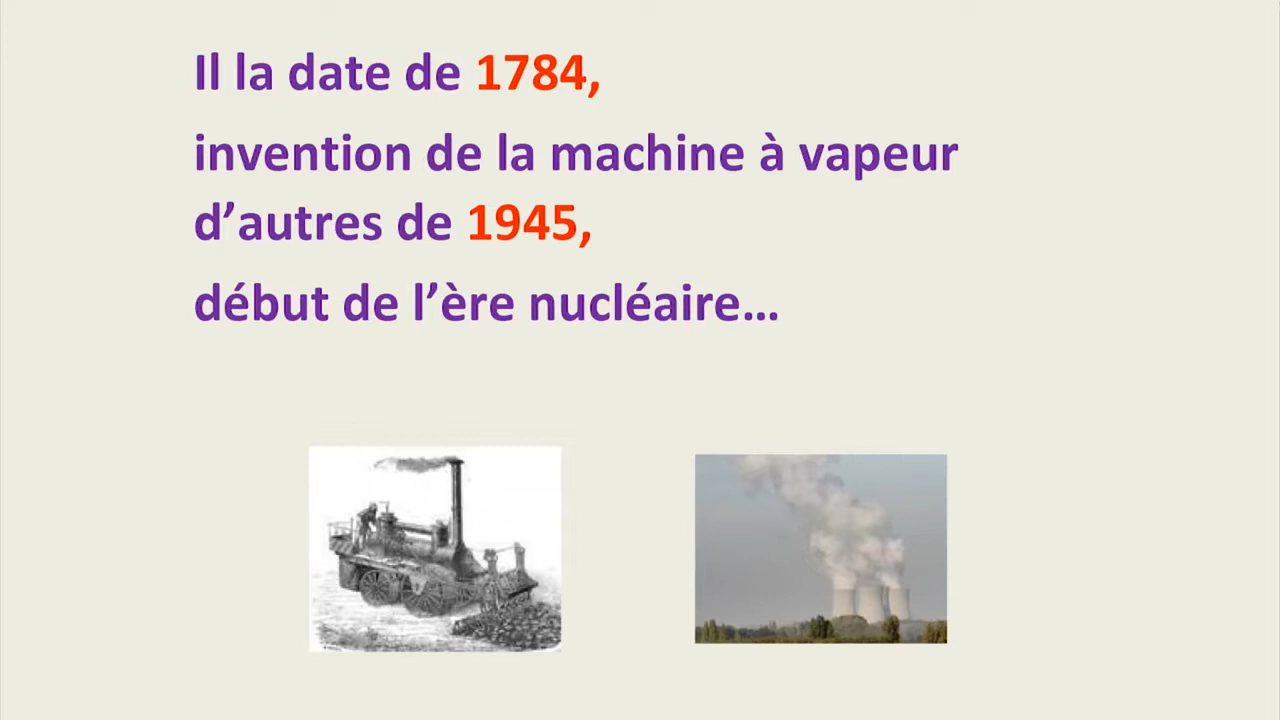 Il la date de 1784,
invention de la machine à vapeur
d’autres de 1945,
début de l’ère nucléaire…